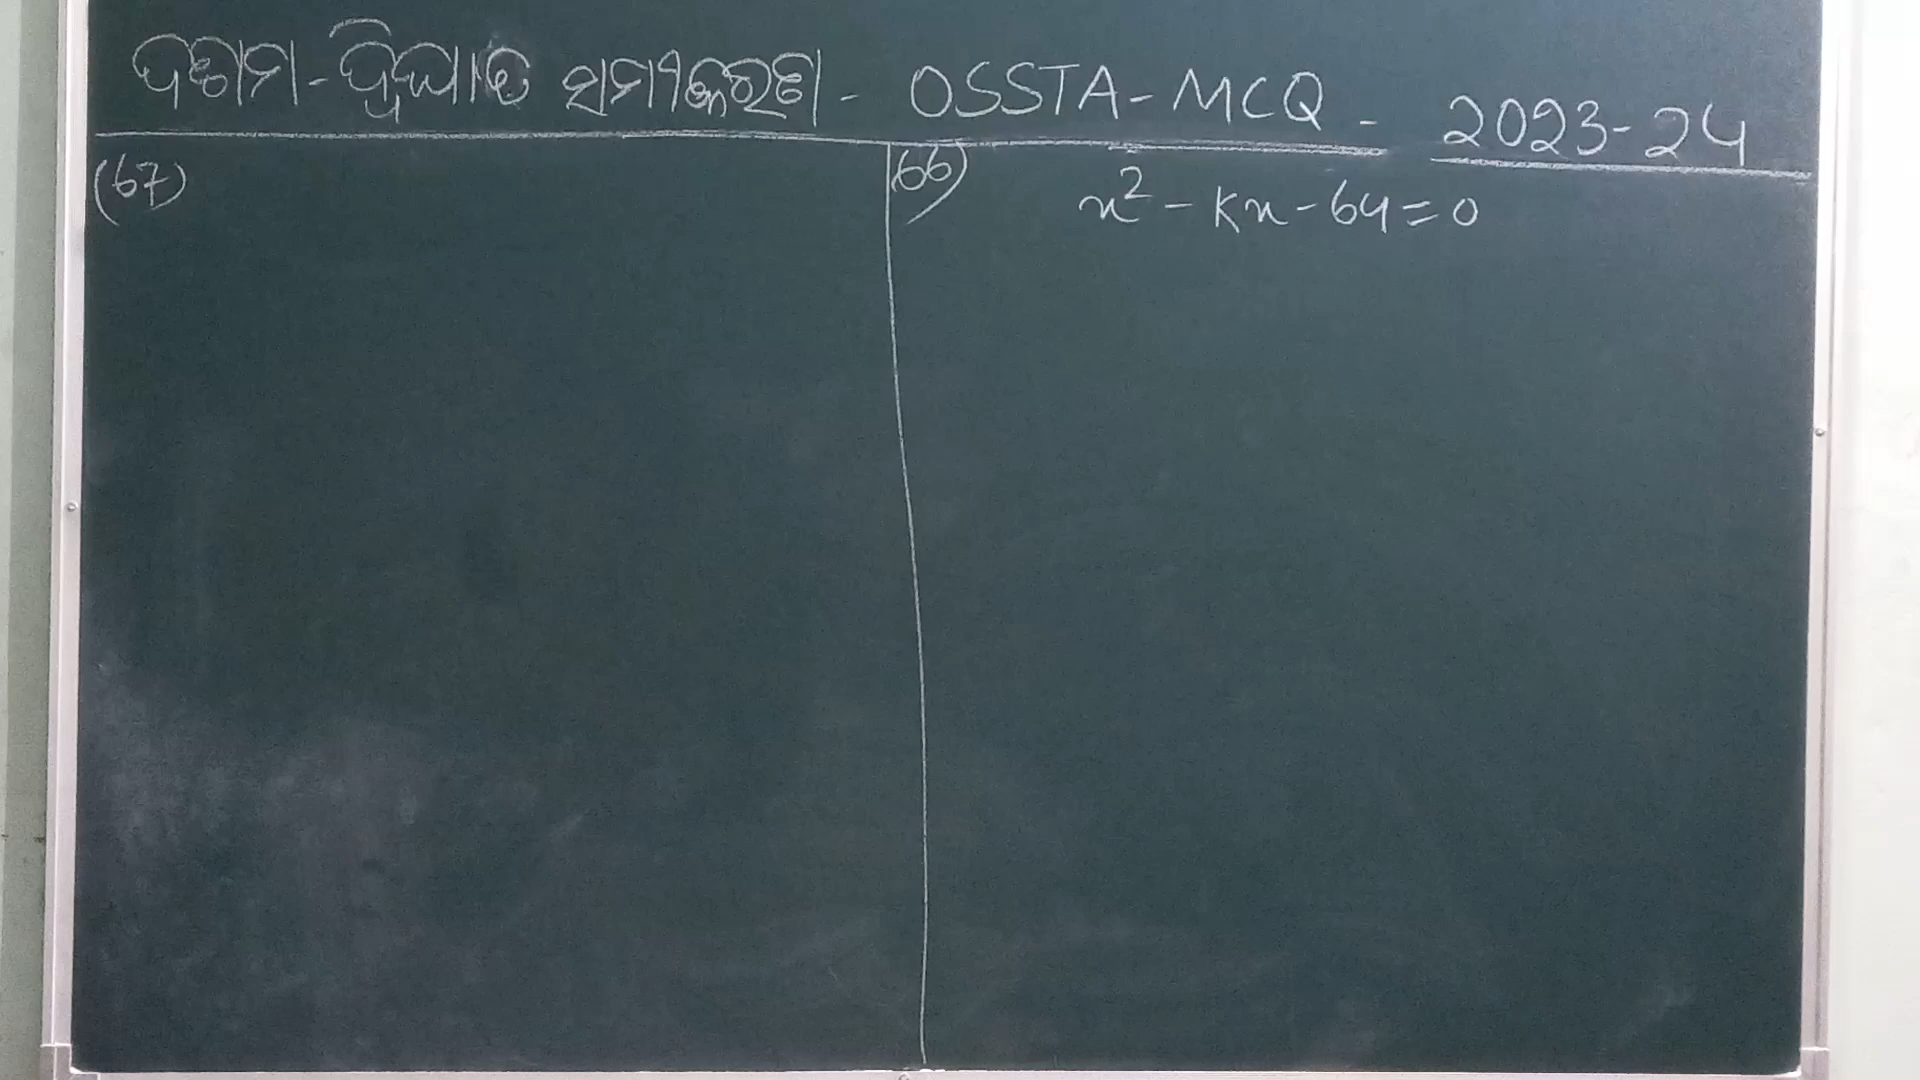 ଦଶମ-ଦ୍ୱିଘାତ ସମୀକରଣ - OSSTA-MCQ - 2023-24
(67)
(66) x² - Kx - 64 = 0